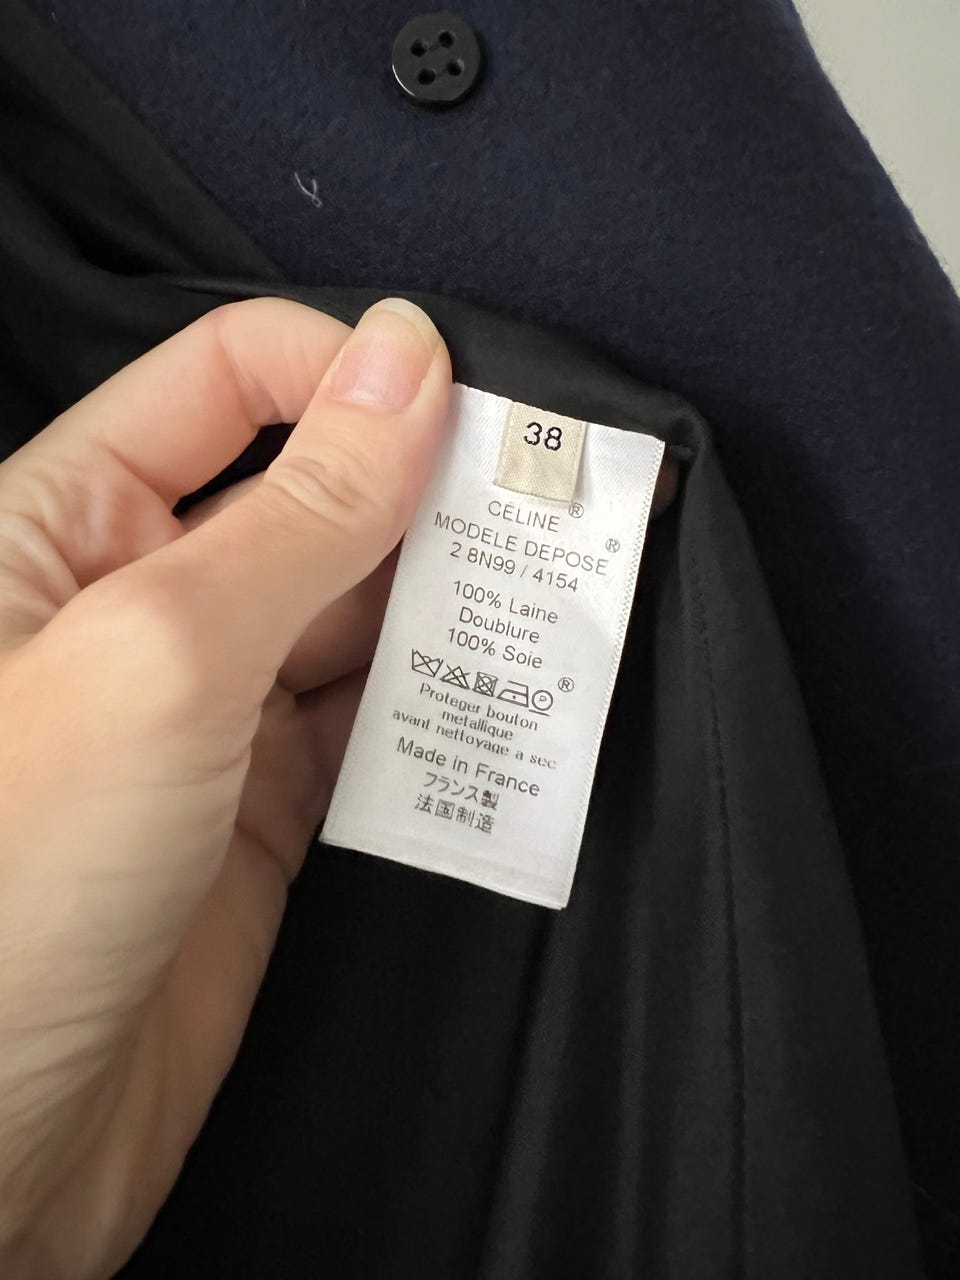 38
CÉLINE®
MODELE DEPOSE®
2 8N99 / 4154
100% Laine
Doublure
100% Soie
P ®
Proteger bouton
metallique
avant nettoyage a sec
Made in France
フランス製
法国制造